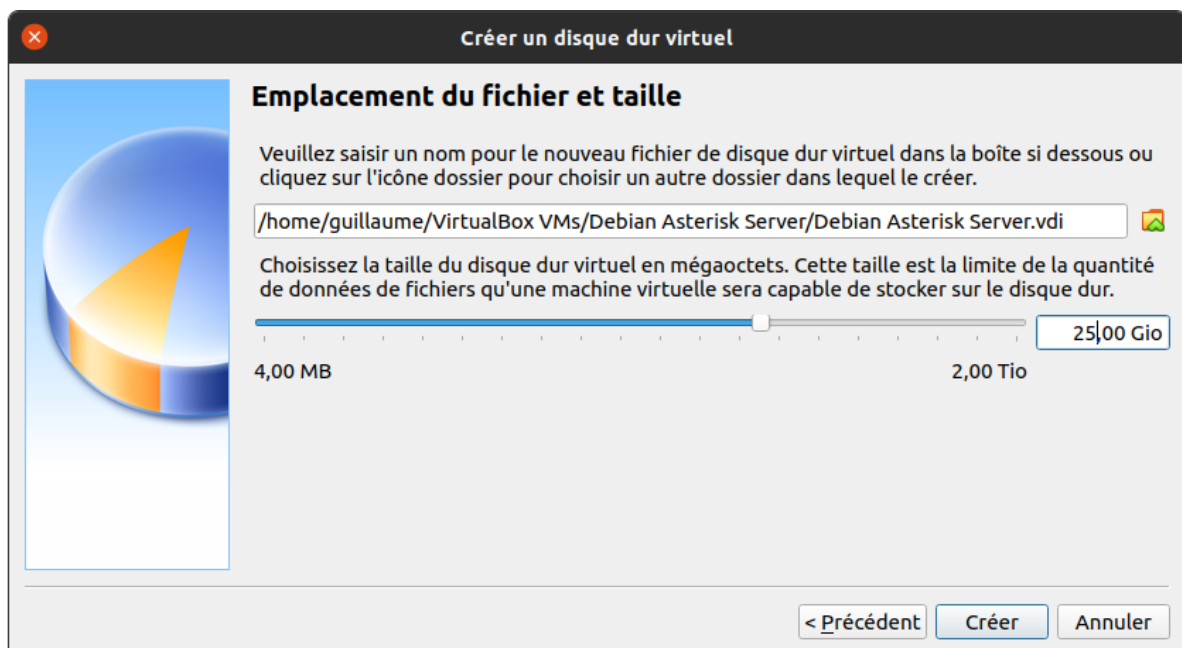 Créer un disque dur virtuel
Emplacement du fichier et taille
Veuillez saisir un nom pour le nouveau fichier de disque dur virtuel dans la boîte si dessous ou
cliquez sur l'icône dossier pour choisir un autre dossier dans lequel le créer.
/home/guillaume/VirtualBox VMs/Debian Asterisk Server/Debian Asterisk Server.vdi
Choisissez la taille du disque dur virtuel en mégaoctets. Cette taille est la limite de la quantité
de données de fichiers qu'une machine virtuelle sera capable de stocker sur le disque dur.
25,00 Gio
4,00 MB 2,00 Tio
< Précédent Créer Annuler